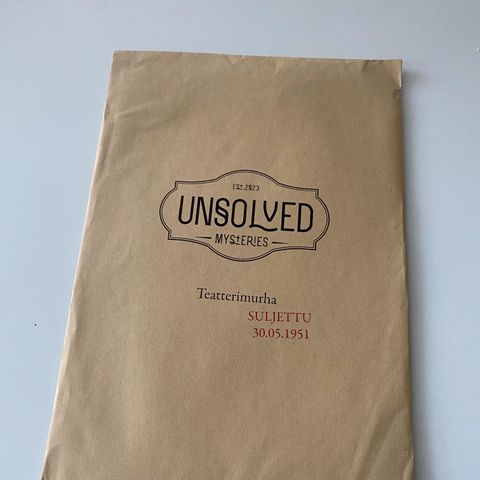 Est. 2023
UNSOLVED
MYStERIES
Teatterimurha
SULJETTU
30.05.1951